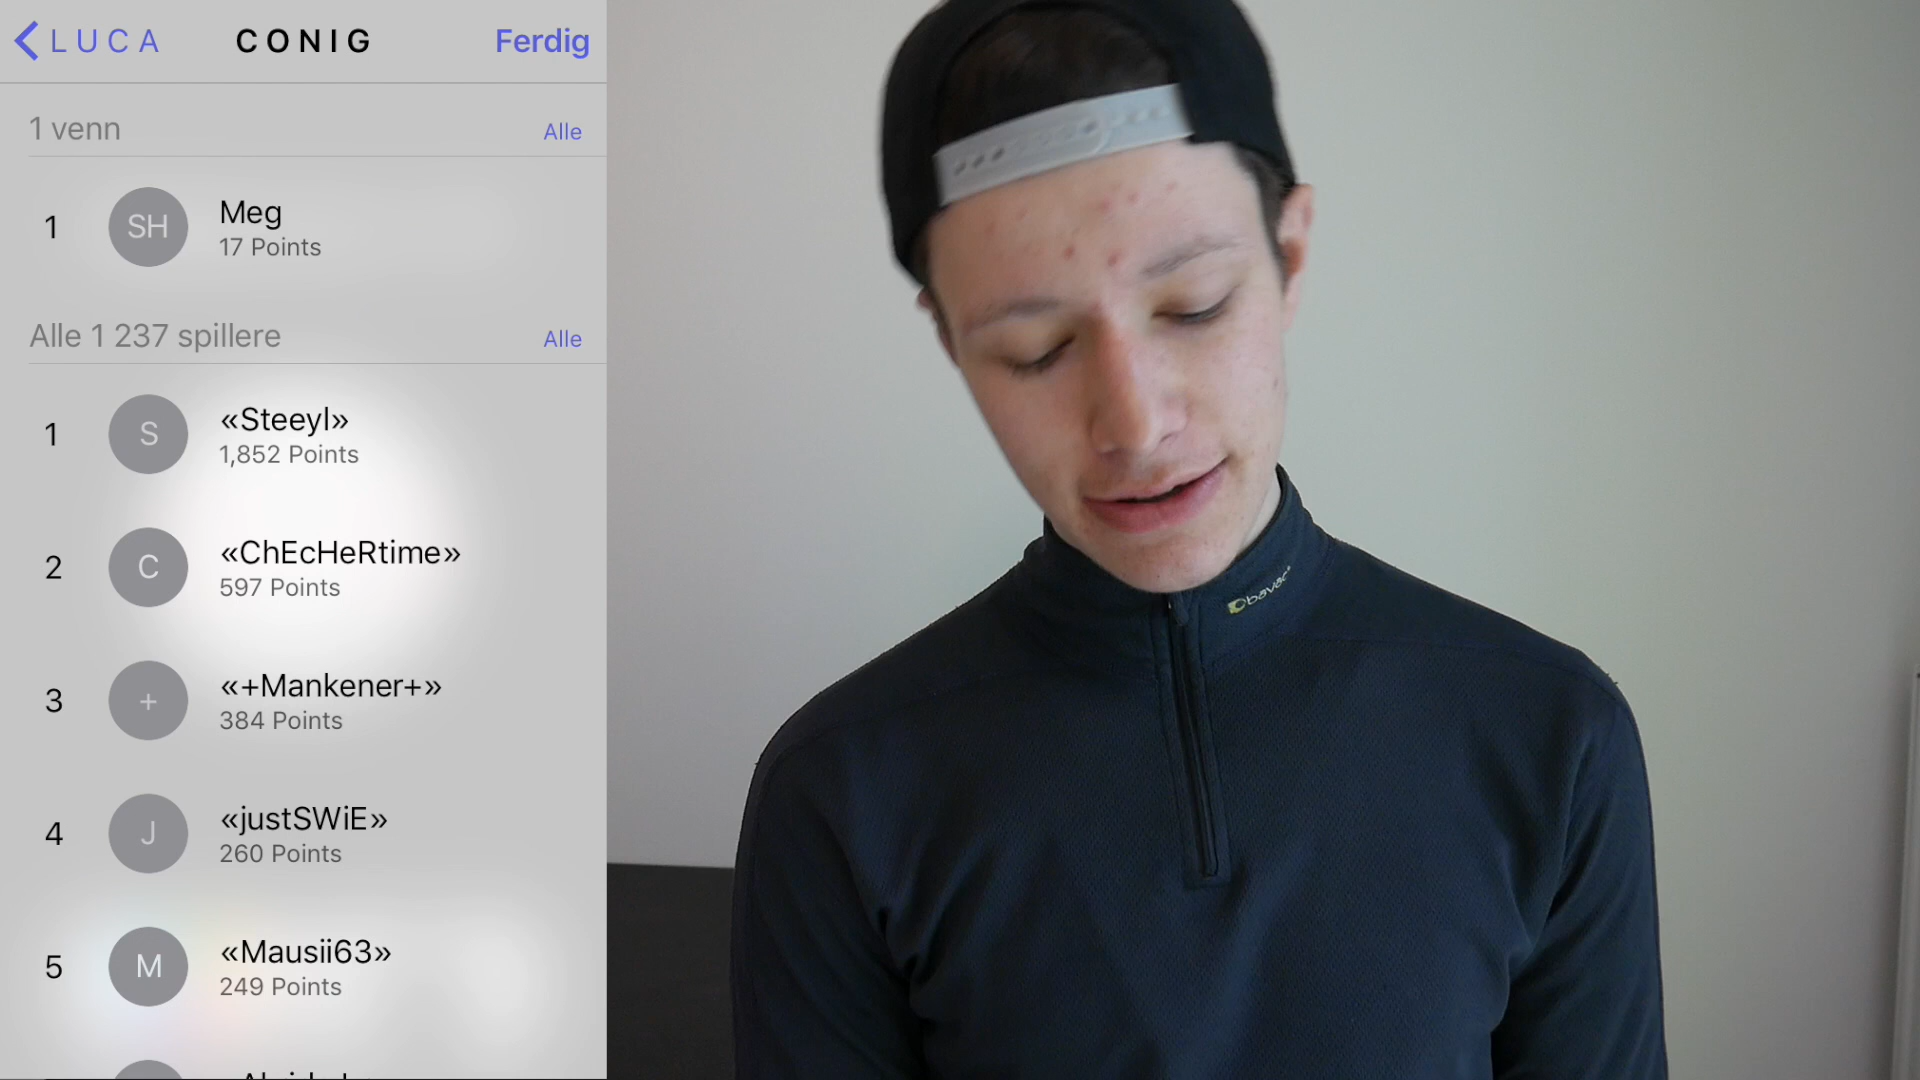 LUCA CONIG Ferdig
1 venn Alle
1 SH Meg
17 Points
Alle 1 237 spillere Alle
1 S «Steeyl»
1,852 Points
2 C «ChEcHeRtime»
597 Points
3 + «+Mankener+»
384 Points
4 J «justSWiE»
260 Points
5 M «Mausii63»
249 Points
bavac